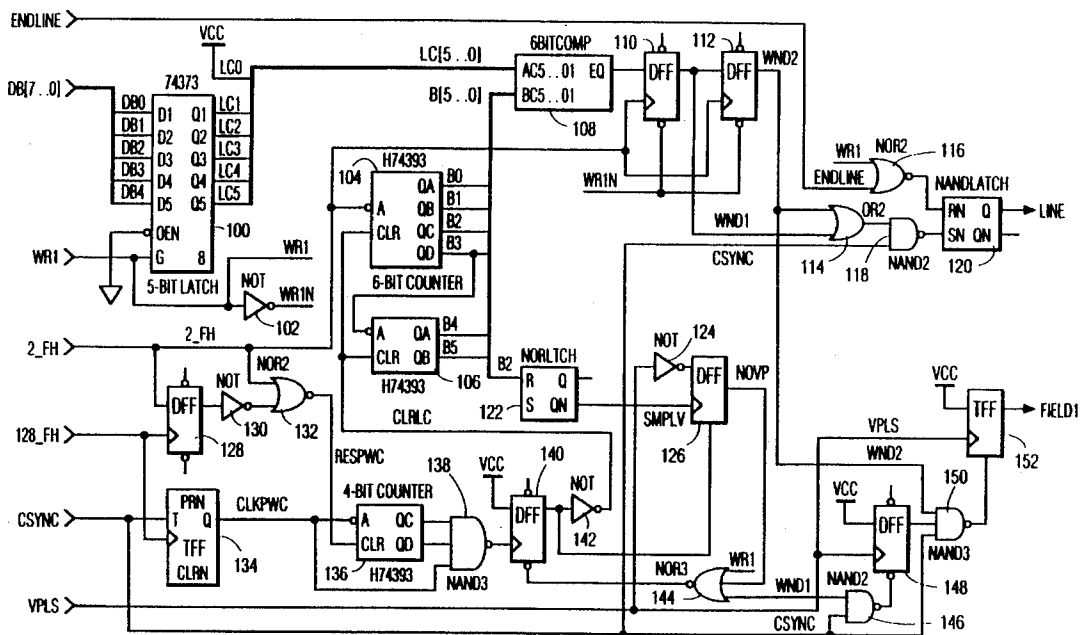 ENDLINE
VCC
LC0
LC[5 . . 0]
6BITCOMP
110
112
WND2
74373
DB[7 . . 0]
AC5 . . 01 EQ
BC5 . . 01
DFF
DFF
B[5 . . 0]
108
DB0 D1 Q1 LC1
DB1 D2 Q2 LC2
DB2 D3 Q3 LC3
DB3 D4 Q4 LC4
DB4 D5 Q5 LC5
OEN
100
G 8
WR1
5-BIT LATCH
WR1
NOT
WR1N
102
104
H74393
A QA B0
QB B1
QC B2
CLR QD B3
6-BIT COUNTER
A QA B4
CLR QB B5
H74393
106
WR1N
WR1
NOR2
116
ENDLINE
NANDLATCH
RN Q
SN QN
LINE
120
OR2
WND1
114
CSYNC
118
NAND2
2_FH
2_FH
NOR2
NOT
DFF
128
130
132
128_FH
CLRLC
B2
NORLTCH
R Q
S QN
122
NOT
124
DFF
NOVP
SMPLV
126
VPLS
VCC
TFF
FIELD1
152
WND2
150
RESPWC
CSYNC
PRN
T Q
TFF
CLRN
134
CLKPWC
4-BIT COUNTER
A QC
CLR QD
136
H74393
138
NAND3
VCC
140
DFF
NOT
142
VCC
DFF
NAND3
148
NOR3
144
WR1
WND1
NAND2
146
CSYNC
VPLS